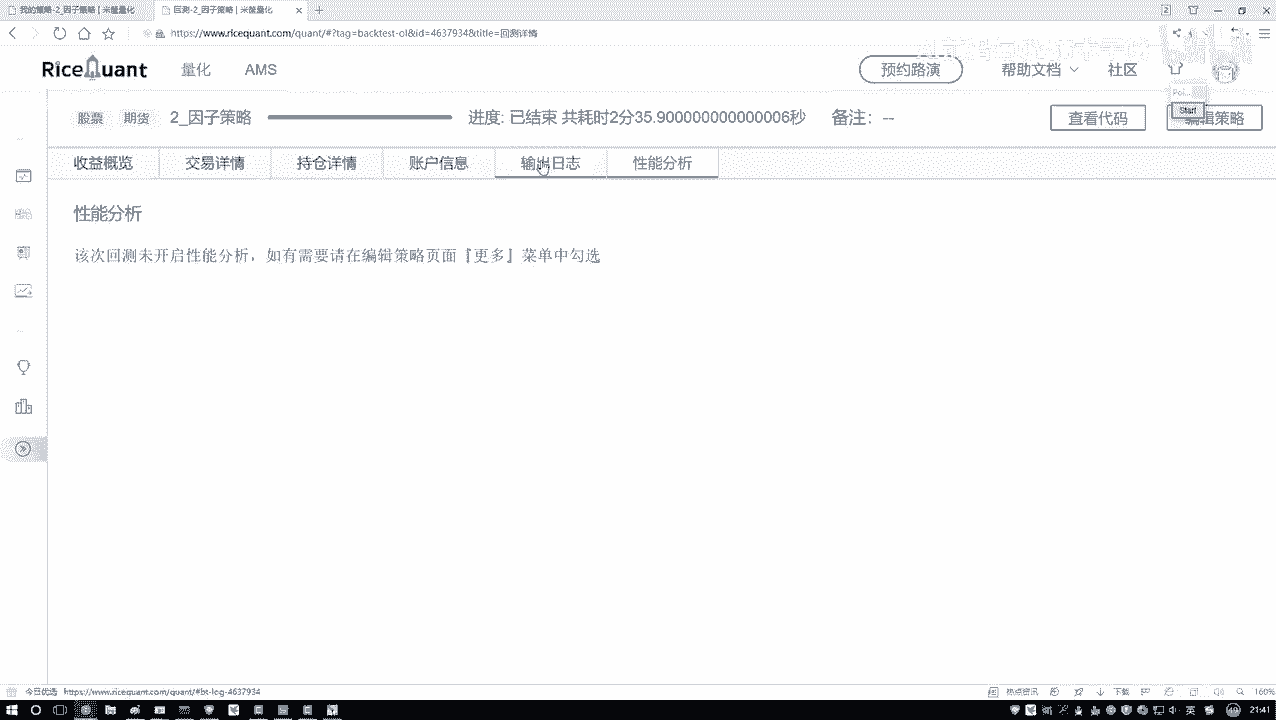 我的策略-2_因子策略 | 米筐量化
回测-2_因子策略 | 米筐量化
https://www.ricequant.com/quant/#?tag=backtest-ol&id=4637934&title=回测详情
RiceQuant
量化
AMS
预约路演
帮助文档
社区
股票
期货
2_因子策略
进度: 已结束 共耗时2分35.900000000000006秒
备注: --
查看代码
编辑策略
Start
收益概览
交易详情
持仓详情
账户信息
输出日志
性能分析
性能分析
该次回测未开启性能分析，如有需要请在编辑策略页面『更多』菜单中勾选
今日优选
https://www.ricequant.com/quant/#bt-log-4637934
热点资讯
下载
160%
英
21:41